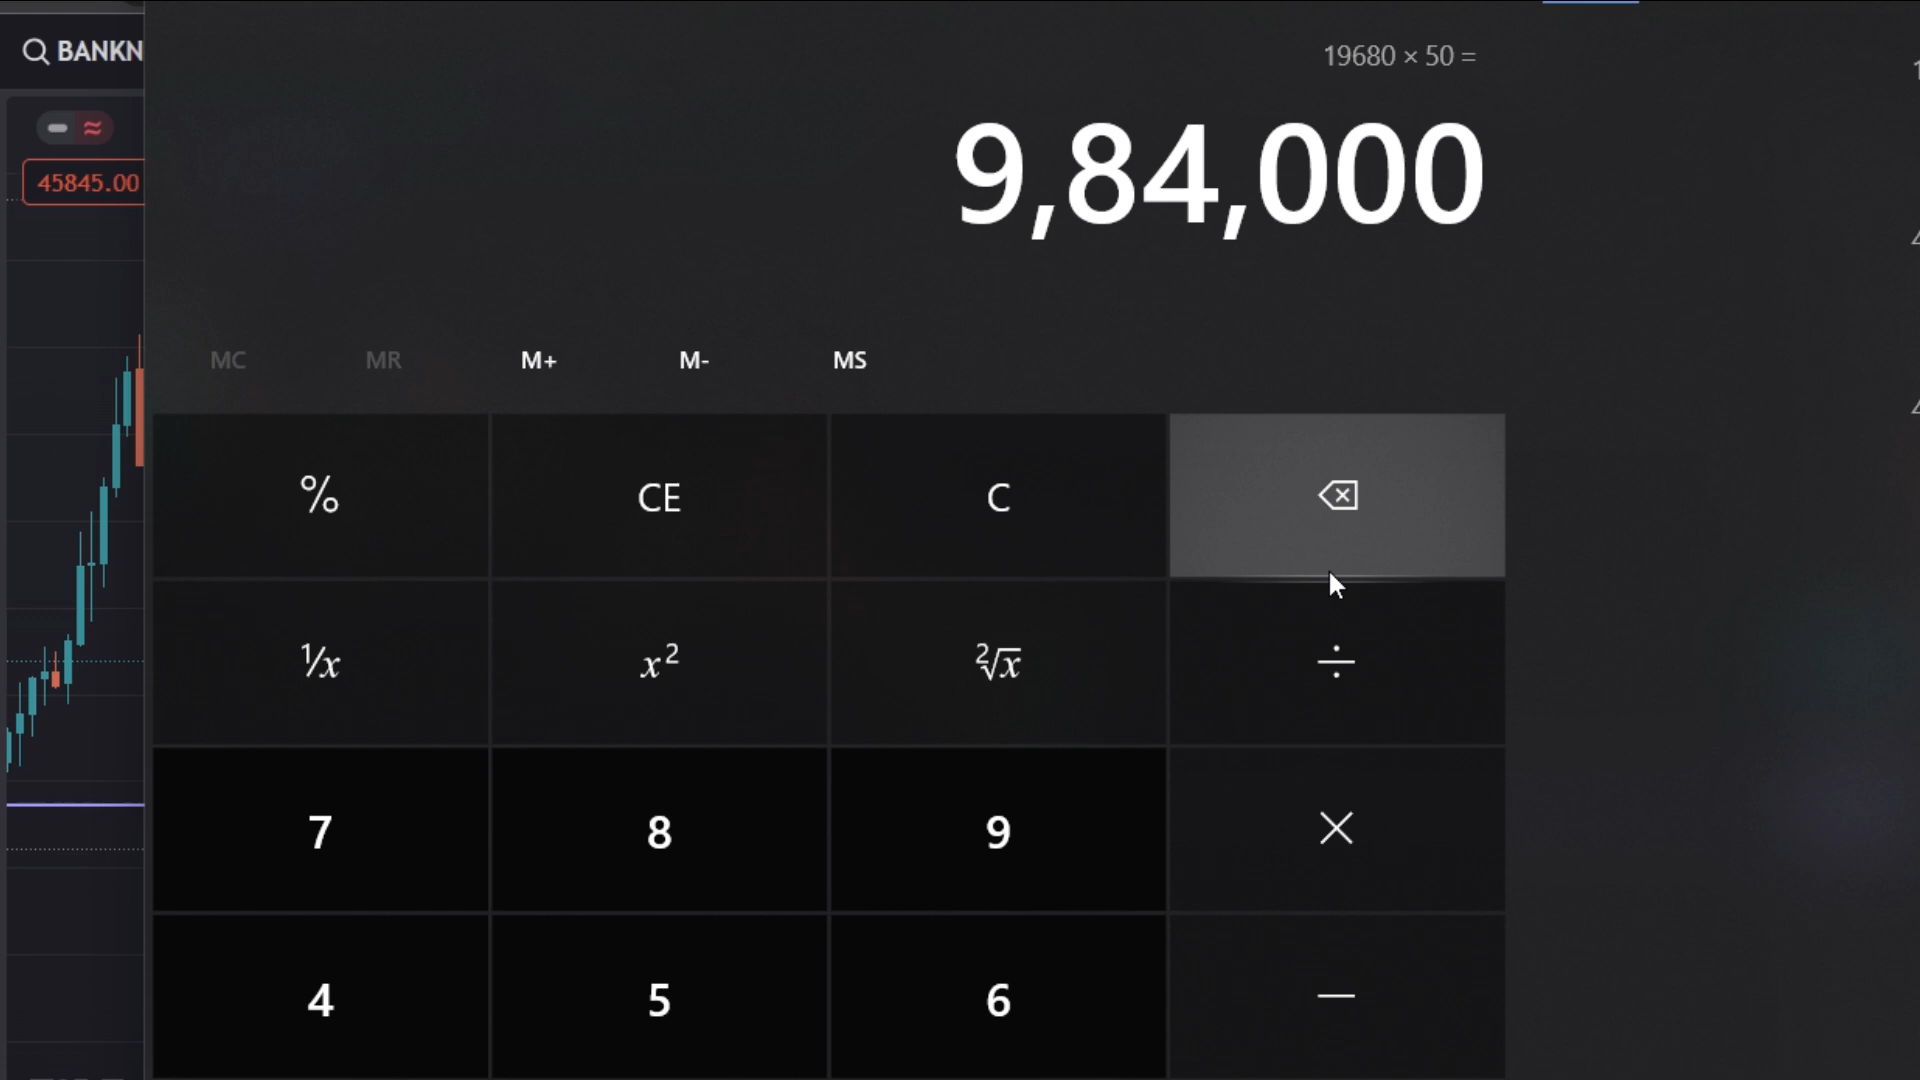 BANKN
19680 × 50 =
9,84,000
45845.00
MC MR M+ M- MS
% CE C
¹⁄x x² ²√x ÷
7 8 9 ×
4 5 6 −